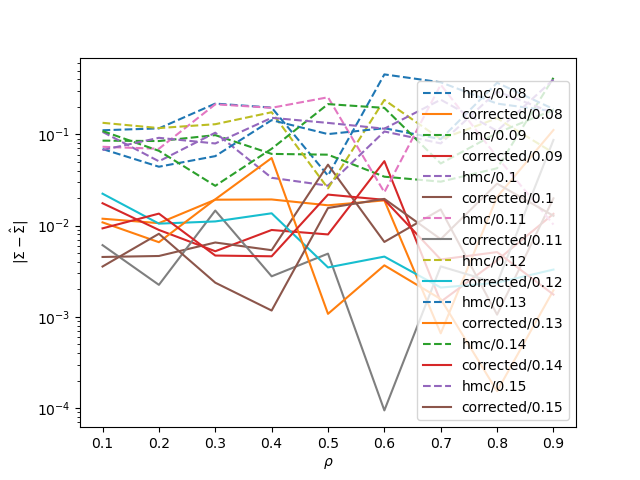 10⁻¹
10⁻²
10⁻³
10⁻⁴
|Σ − Σ̂|
0.1 0.2 0.3 0.4 0.5 0.6 0.7 0.8 0.9
ρ
hmc/0.08
corrected/0.08
hmc/0.09
corrected/0.09
hmc/0.1
corrected/0.1
hmc/0.11
corrected/0.11
hmc/0.12
corrected/0.12
hmc/0.13
corrected/0.13
hmc/0.14
corrected/0.14
hmc/0.15
corrected/0.15